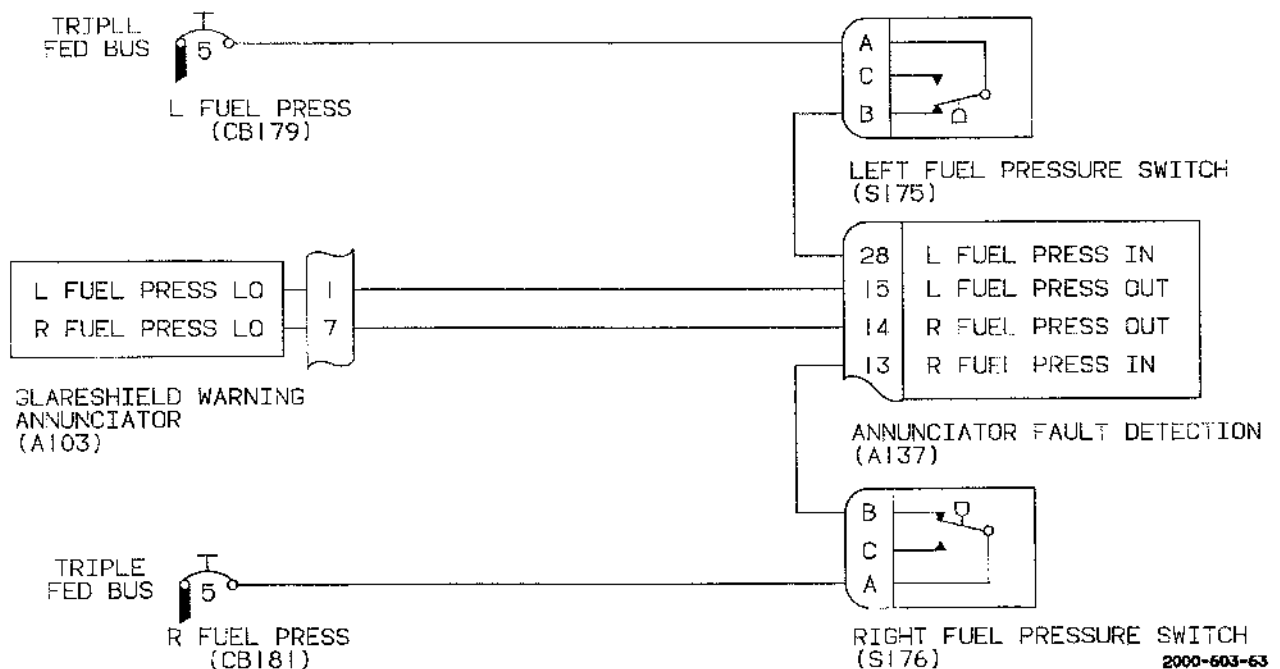 TRIPLL
FED BUS
5
L FUEL PRESS
(CB179)
A
C
B
LEFT FUEL PRESSURE SWITCH
(S175)
L FUEL PRESS LO
R FUEL PRESS LO
1
7
GLARESHIELD WARNING
ANNUNCIATOR
(A103)
28 L FUEL PRESS IN
15 L FUEL PRESS OUT
14 R FUEL PRESS OUT
13 R FUEL PRESS IN
ANNUNCIATOR FAULT DETECTION
(A137)
TRIPLE
FED BUS
5
R FUEL PRESS
(CB181)
B
C
A
RIGHT FUEL PRESSURE SWITCH
(S176)
2000-603-63